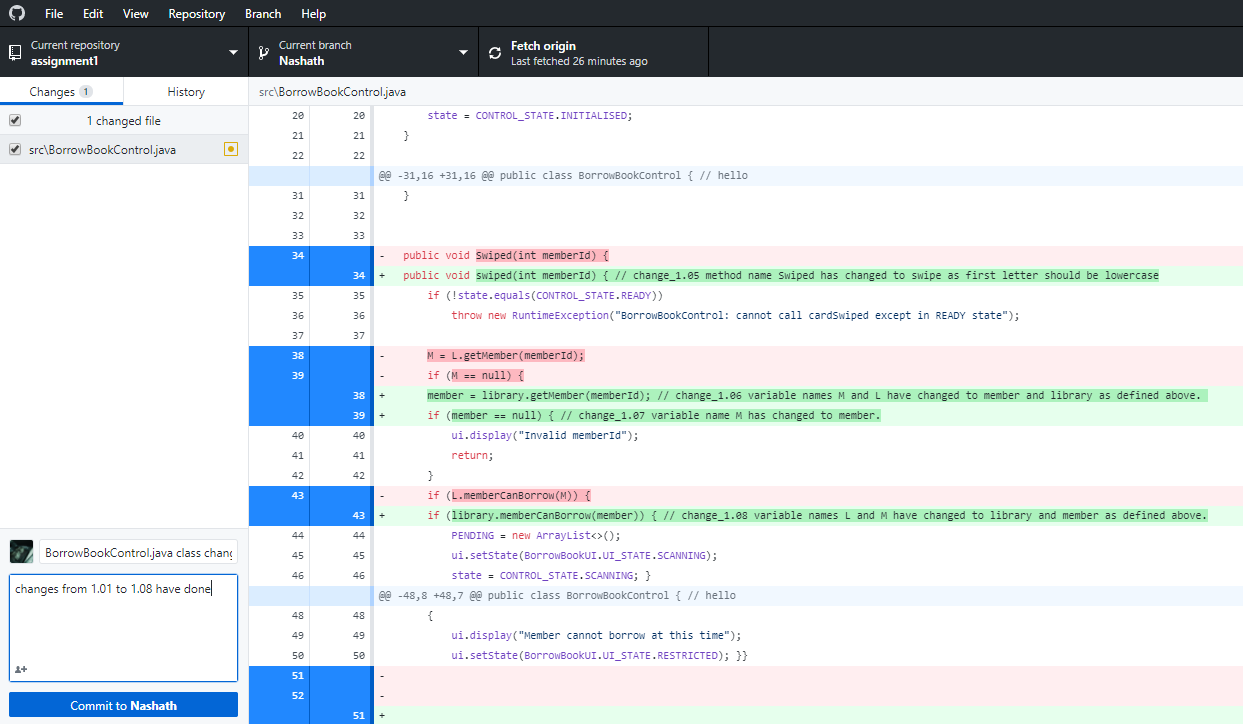 File Edit View Repository Branch Help
Current repository
assignment1
Current branch
Nashath
Fetch origin
Last fetched 26 minutes ago
Changes 1 History
src\BorrowBookControl.java
1 changed file
src\BorrowBookControl.java
20 20 state = CONTROL_STATE.INITIALISED;
21 21 }
22 22
@@ -31,16 +31,16 @@ public class BorrowBookControl { // hello
31 31 }
32 32
33 33
34 - public void Swiped(int memberId) {
34 + public void swiped(int memberId) { // change_1.05 method name Swiped has changed to swipe as first letter should be lowercase
35 35 if (!state.equals(CONTROL_STATE.READY))
36 36 throw new RuntimeException("BorrowBookControl: cannot call cardSwiped except in READY state");
37 37
38 - M = L.getMember(memberId);
39 - if (M == null) {
38 + member = library.getMember(memberId); // change_1.06 variable names M and L have changed to member and library as defined above.
39 + if (member == null) { // change_1.07 variable name M has changed to member.
40 40 ui.display("Invalid memberId");
41 41 return;
42 42 }
43 - if (L.memberCanBorrow(M)) {
43 + if (library.memberCanBorrow(member)) { // change_1.08 variable names L and M have changed to library and member as defined above.
44 44 PENDING = new ArrayList<>();
45 45 ui.setState(BorrowBookUI.UI_STATE.SCANNING);
46 46 state = CONTROL_STATE.SCANNING; }
@@ -48,8 +48,7 @@ public class BorrowBookControl { // hello
48 48 {
49 49 ui.display("Member cannot borrow at this time");
50 50 ui.setState(BorrowBookUI.UI_STATE.RESTRICTED); }}
51 -
52 -
51 +
BorrowBookControl.java class chang
changes from 1.01 to 1.08 have done
Commit to Nashath